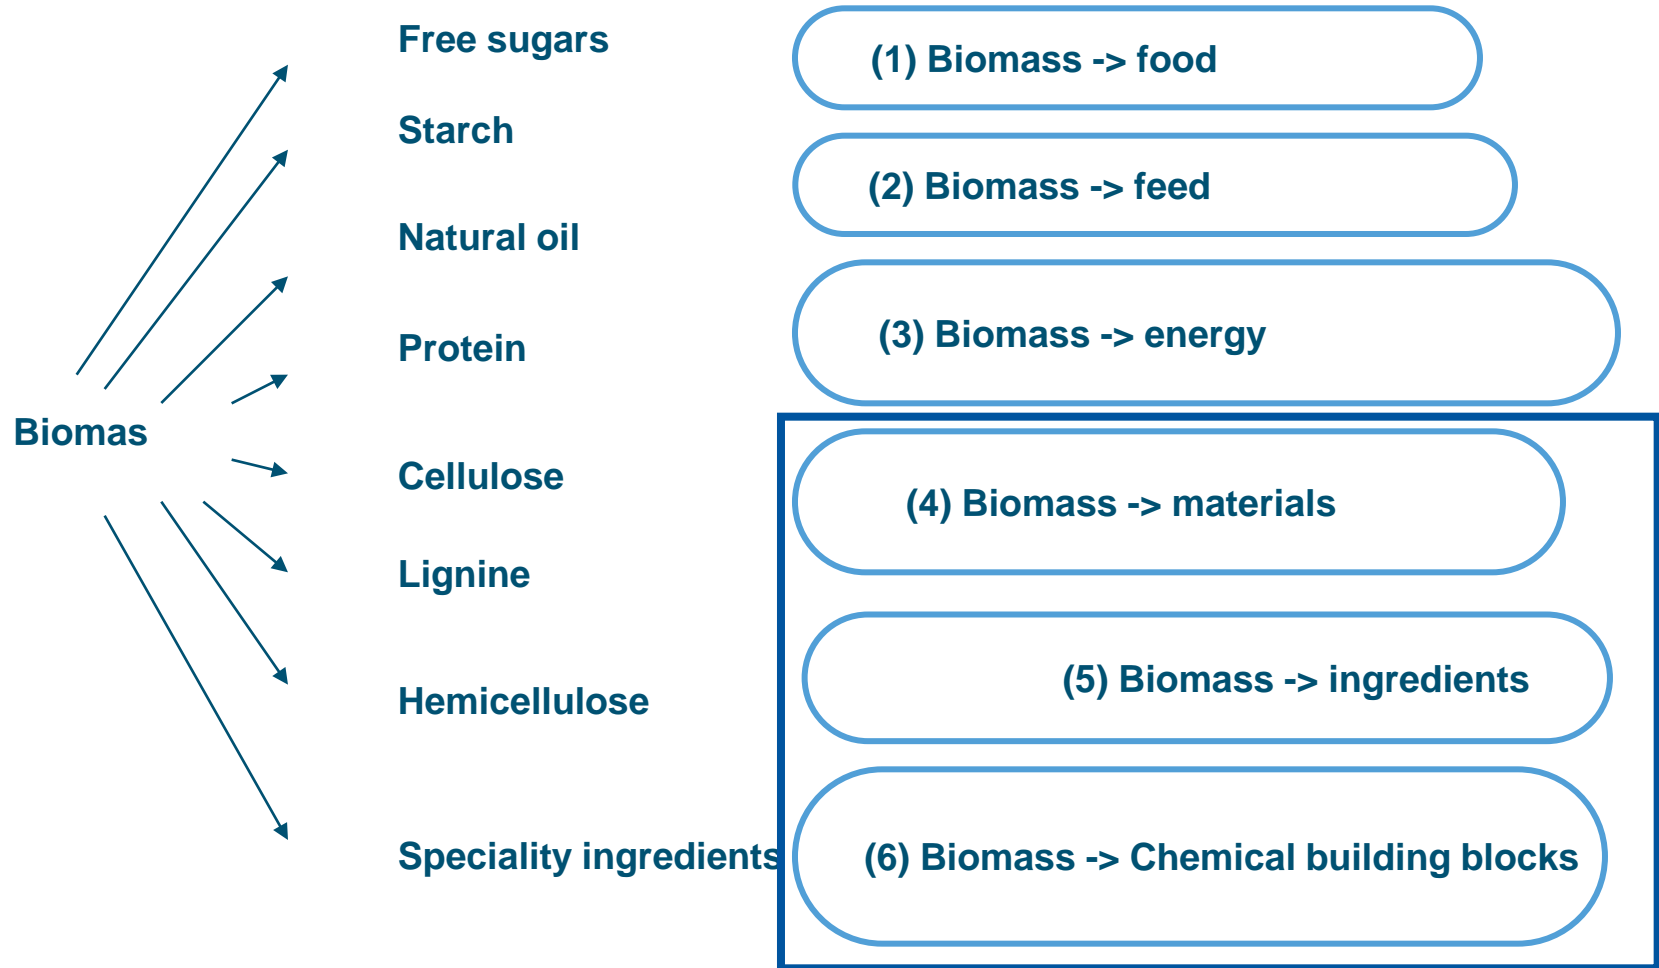 Free sugars
Starch
Natural oil
Protein
Biomas
Cellulose
Lignine
Hemicellulose
Speciality ingredients
(1) Biomass -> food
(2) Biomass -> feed
(3) Biomass -> energy
(4) Biomass -> materials
(5) Biomass -> ingredients
(6) Biomass -> Chemical building blocks